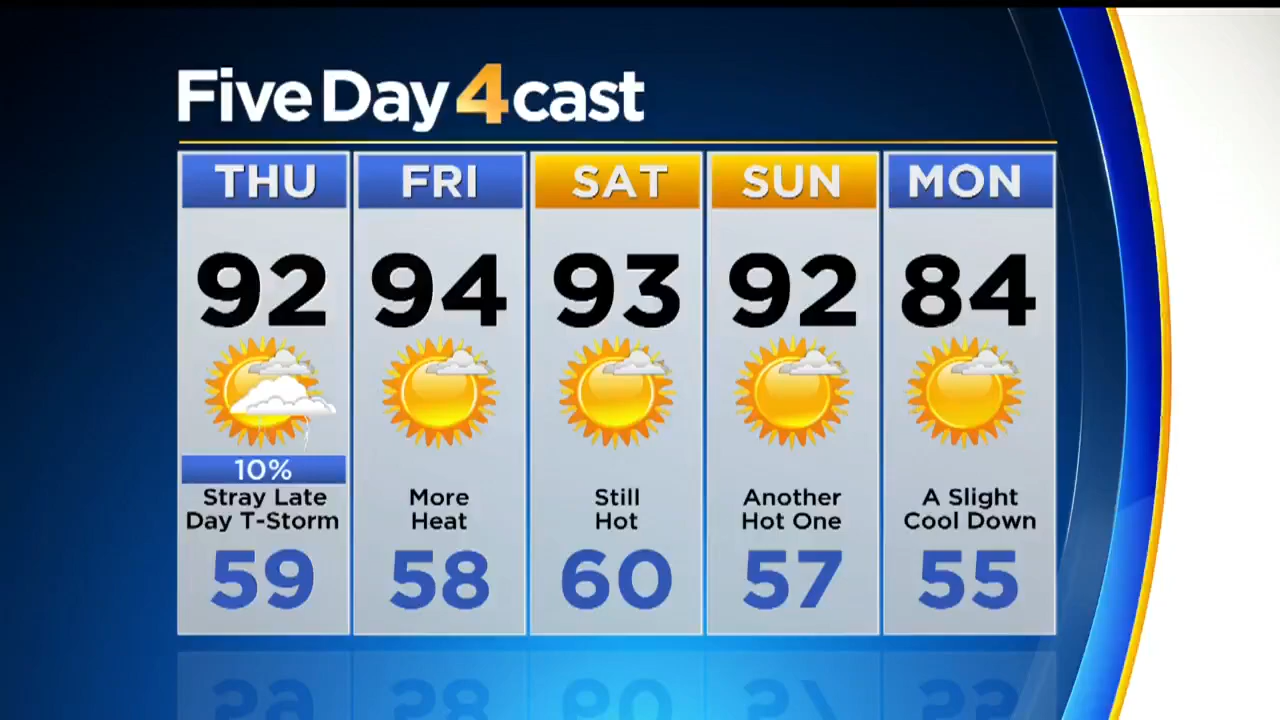 Five Day 4cast
THU FRI SAT SUN MON
92 94 93 92 84
10%
Stray Late
Day T-Storm
More
Heat
Still
Hot
Another
Hot One
A Slight
Cool Down
59 58 60 57 55